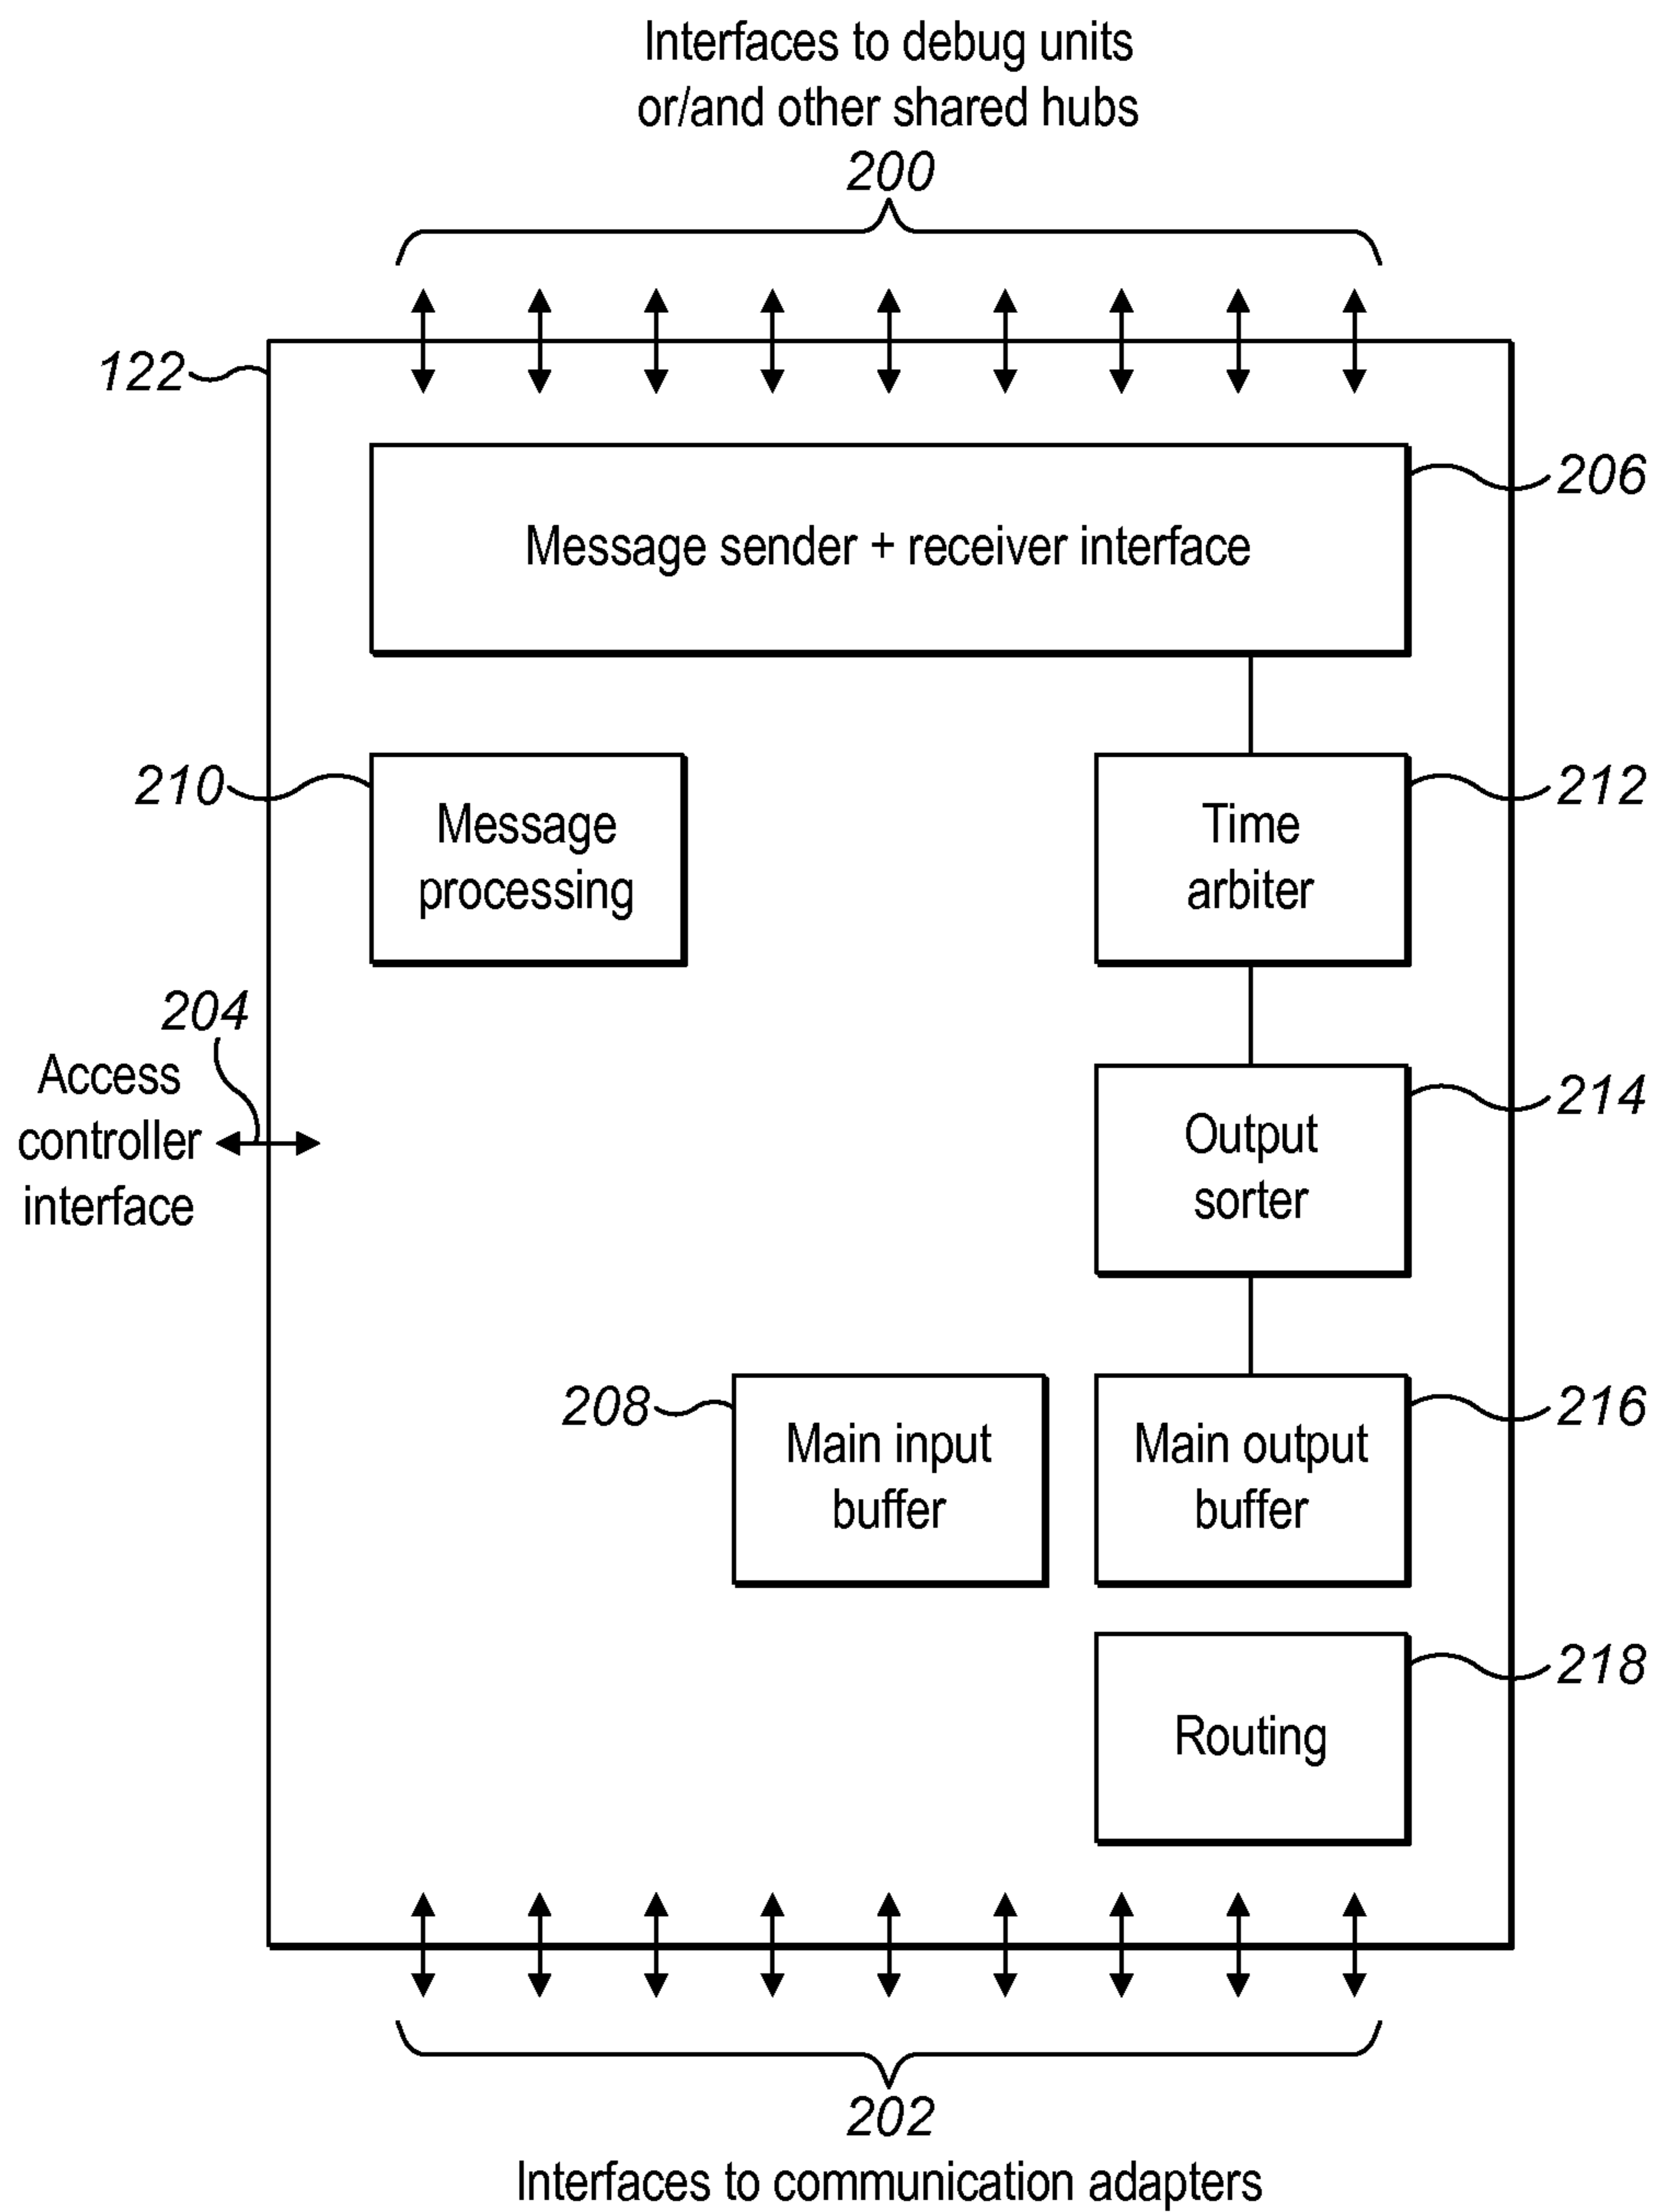 Interfaces to debug units
or/and other shared hubs
200
122
206
Message sender + receiver interface
210
Message
processing
212
Time
arbiter
204
Access
controller
interface
214
Output
sorter
208
Main input
buffer
216
Main output
buffer
218
Routing
202
Interfaces to communication adapters